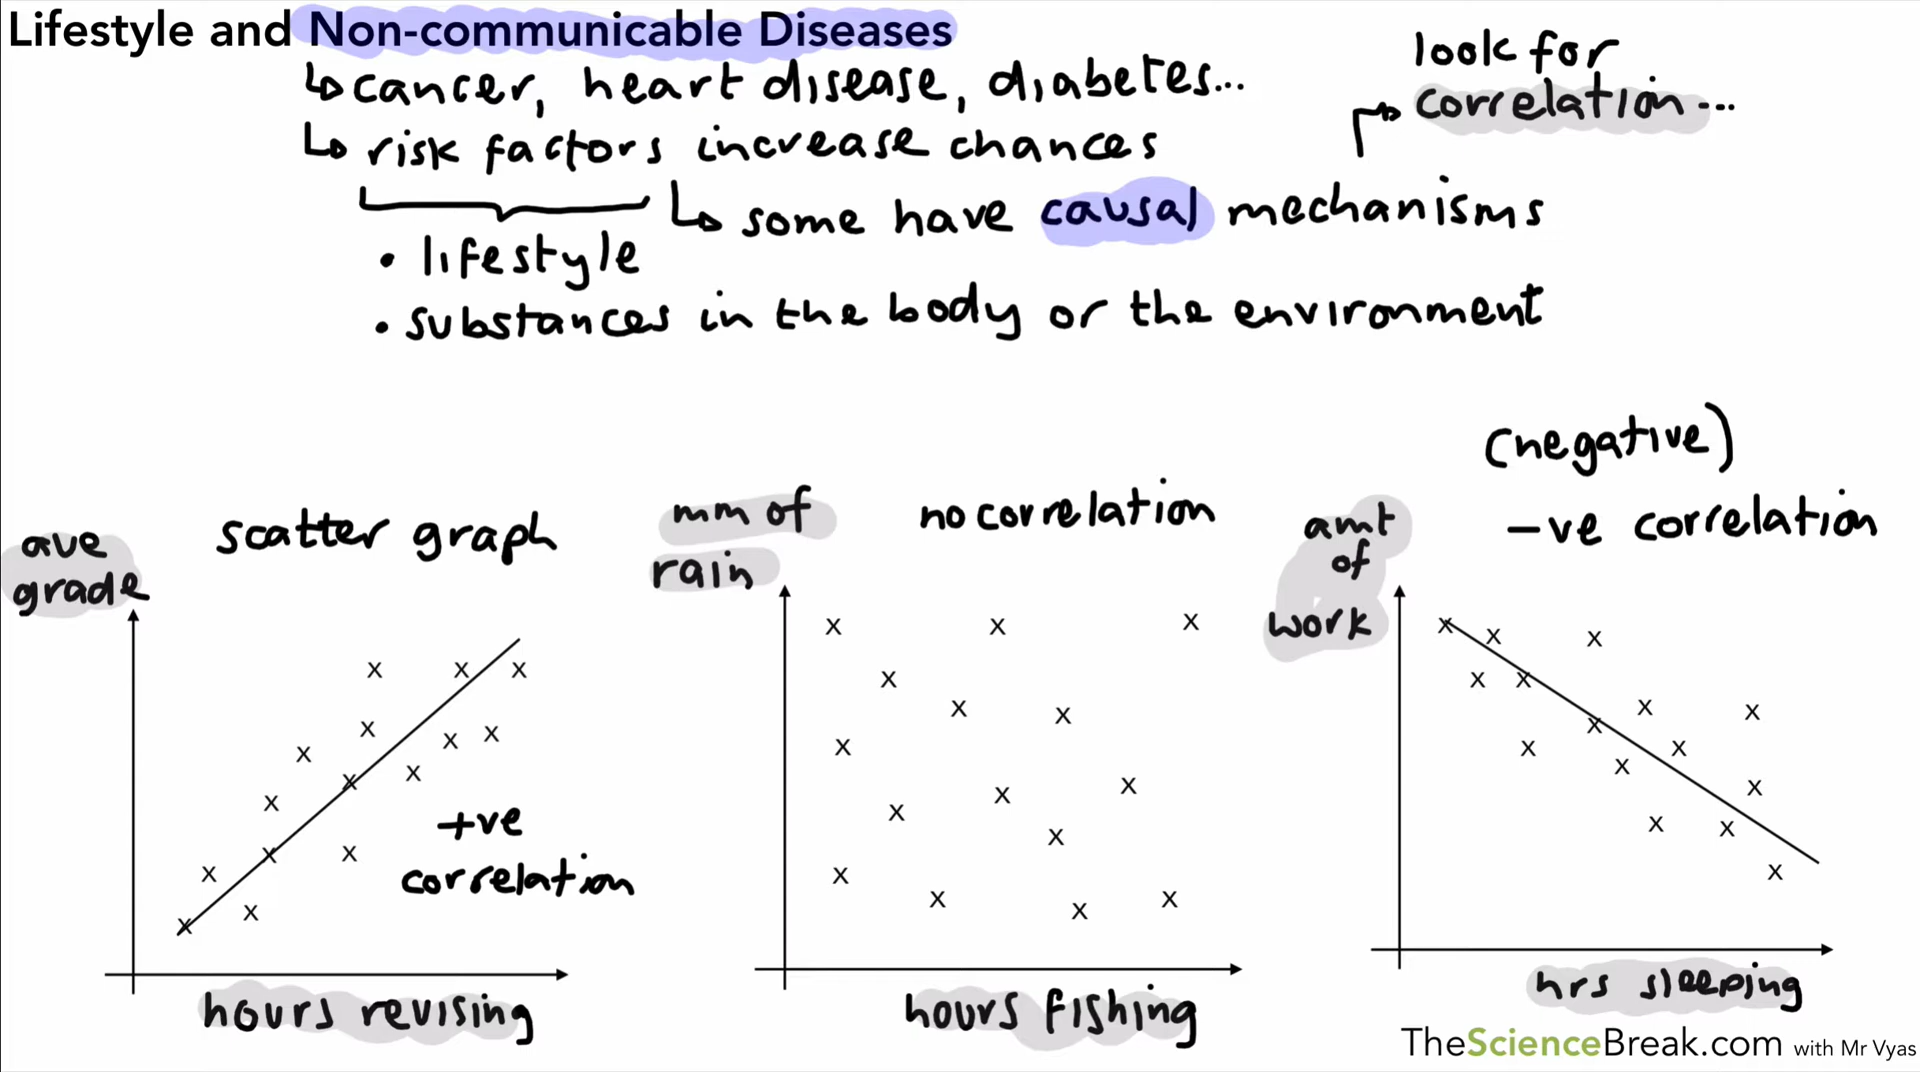 Lifestyle and Non-communicable Diseases
↳ cancer, heart disease, diabetes...
look for
correlation...
↳ risk factors increase chances
↳ some have causal mechanisms
• lifestyle
• substances in the body or the environment
ave
grade
scatter graph
+ve
correlation
hours revising
mm of
rain
no correlation
hours fishing
(negative)
-ve correlation
amt
of
work
hrs sleeping
TheScienceBreak.com with Mr Vyas